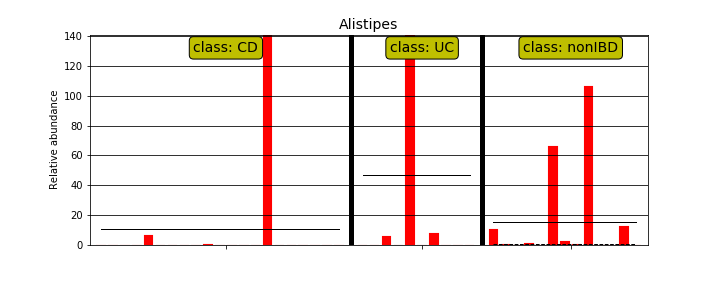 Alistipes
class: CD
class: UC
class: nonIBD
Relative abundance
140
120
100
80
60
40
20
0